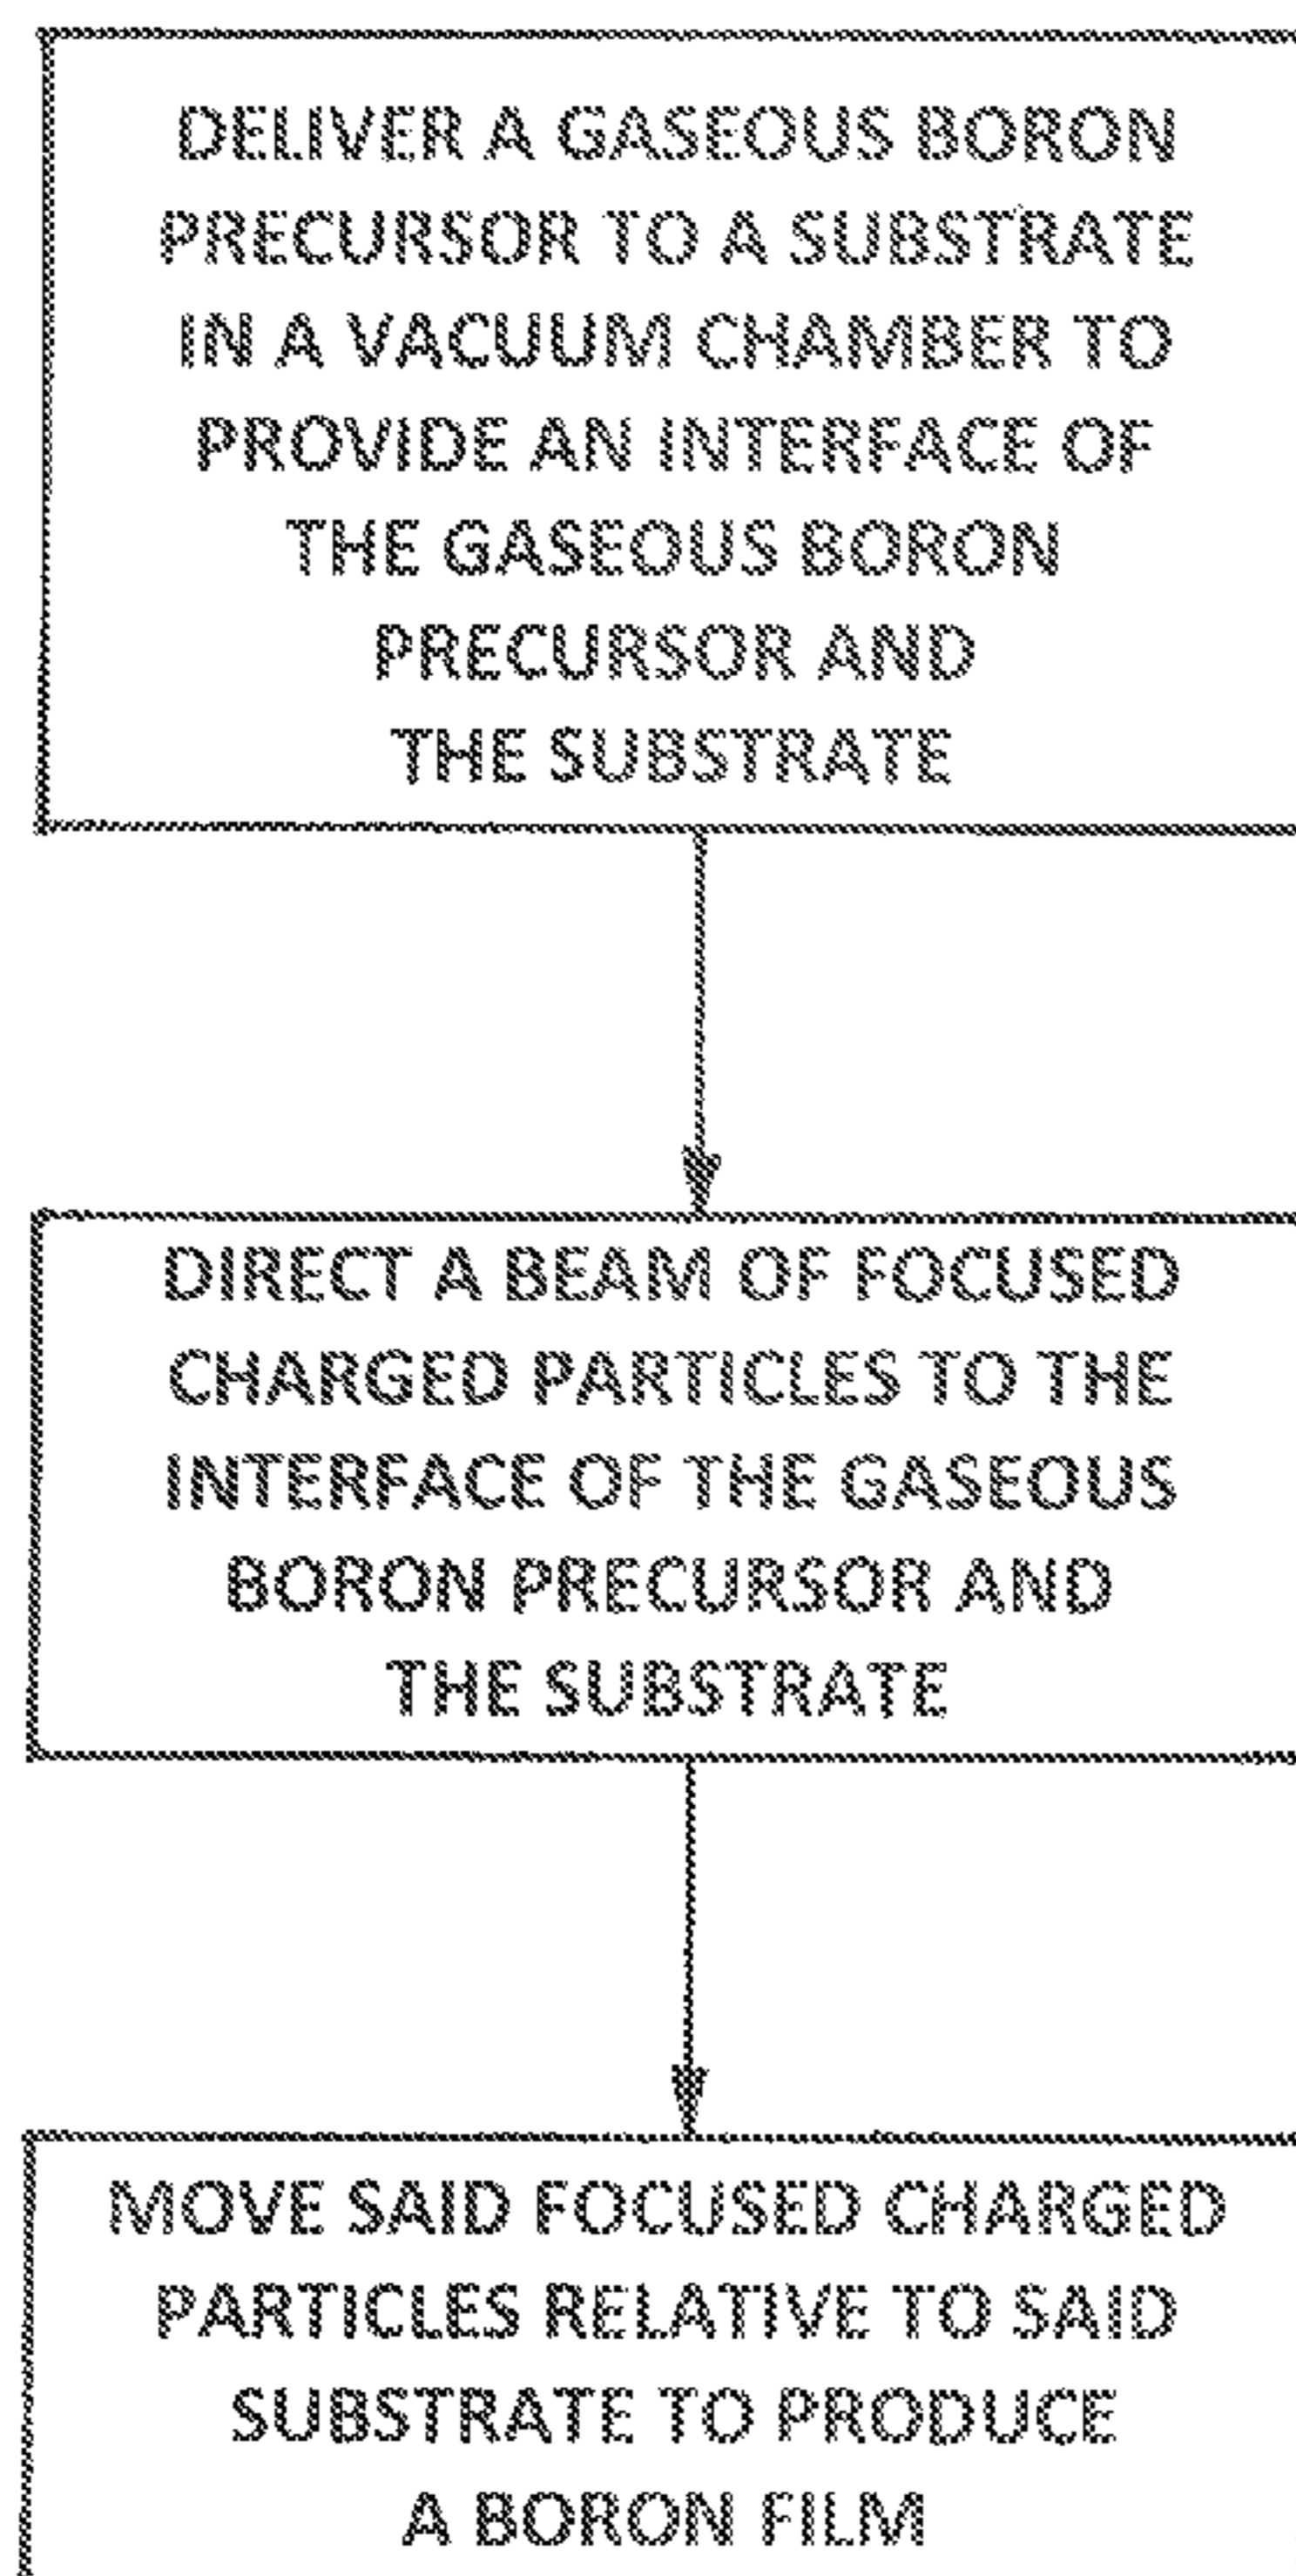 DELIVER A GASEOUS BORON
PRECURSOR TO A SUBSTRATE
IN A VACUUM CHAMBER TO
PROVIDE AN INTERFACE OF
THE GASEOUS BORON
PRECURSOR AND
THE SUBSTRATE
DIRECT A BEAM OF FOCUSED
CHARGED PARTICLES TO THE
INTERFACE OF THE GASEOUS
BORON PRECURSOR AND
THE SUBSTRATE
MOVE SAID FOCUSED CHARGED
PARTICLES RELATIVE TO SAID
SUBSTRATE TO PRODUCE
A BORON FILM